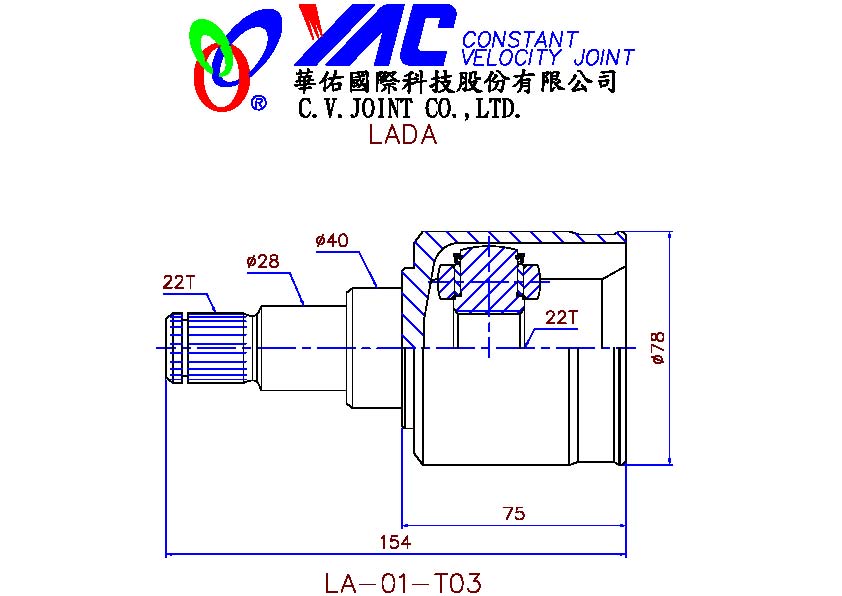 YAC CONSTANT
VELOCITY JOINT
華佑國際科技股份有限公司
® C.V.JOINT CO.,LTD.
LADA
ø40
ø28
22T
22T
ø78
75
154
LA-01-T03